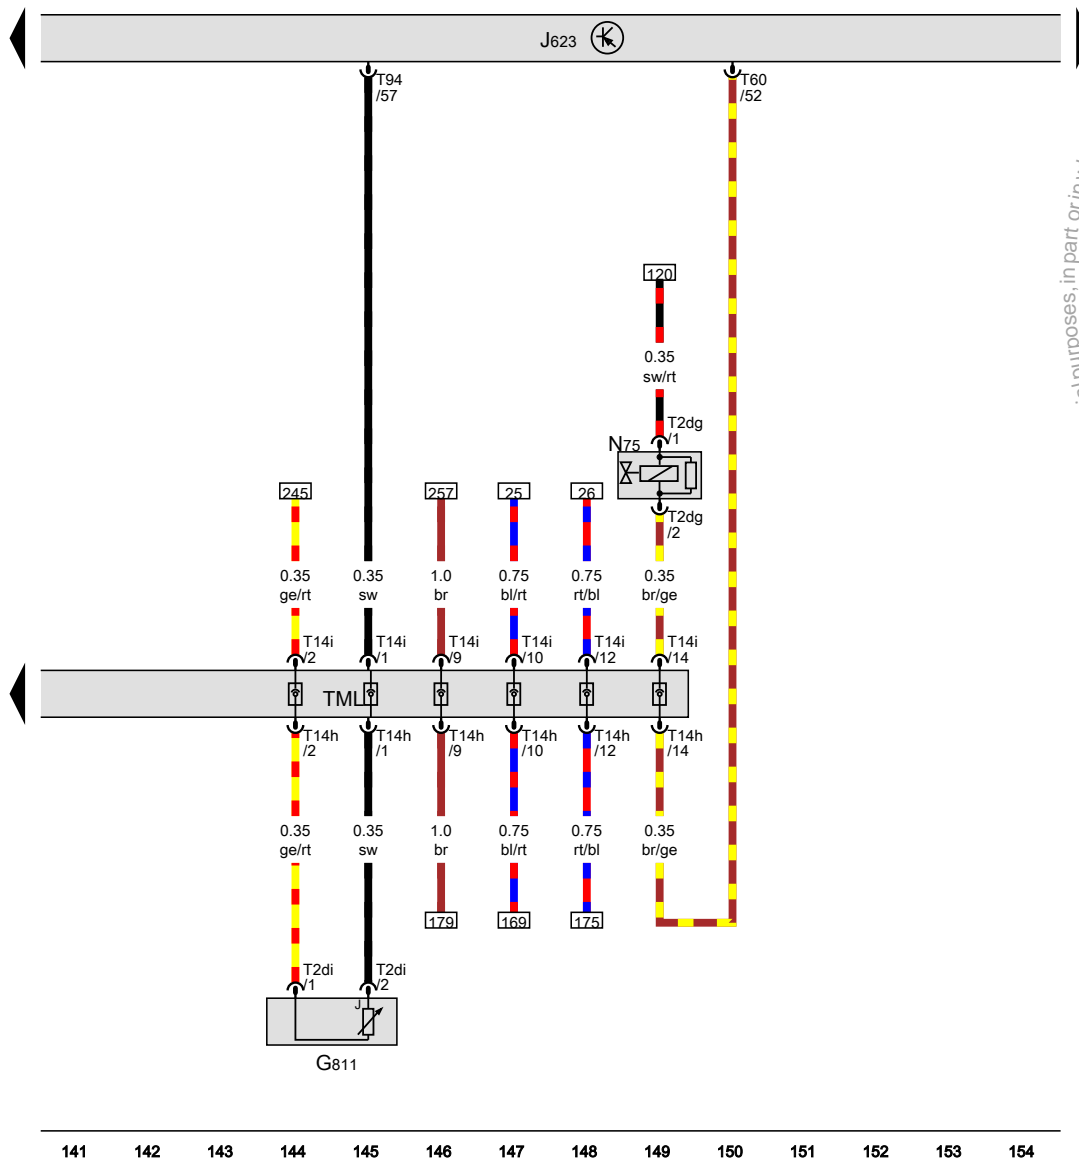 J623
T94
/57
T60
/52
120
0.35
sw/rt
T2dg
/1
N75
T2dg
/2
245
257
25
26
0.35
ge/rt
0.35
sw
1.0
br
0.75
bl/rt
0.75
rt/bl
0.35
br/ge
T14i
/2
T14i
/1
T14i
/9
T14i
/10
T14i
/12
T14i
/14
TML
T14h
/2
T14h
/1
T14h
/9
T14h
/10
T14h
/12
T14h
/14
0.35
ge/rt
0.35
sw
1.0
br
0.75
bl/rt
0.75
rt/bl
0.35
br/ge
179
169
175
T2di
/1
T2di
/2
J
G811
141 142 143 144 145 146 147 148 149 150 151 152 153 154
purposes, in part or in